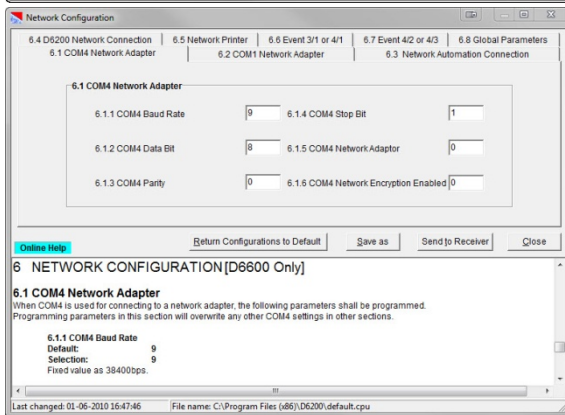 Network Configuration
6.4 D6200 Network Connection 6.5 Network Printer 6.6 Event 3/1 or 4/1 6.7 Event 4/2 or 4/3 6.8 Global Parameters
6.1 COM4 Network Adapter 6.2 COM1 Network Adapter 6.3 Network Automation Connection
6.1 COM4 Network Adapter
6.1.1 COM4 Baud Rate 9 6.1.4 COM4 Stop Bit 1
6.1.2 COM4 Data Bit 8 6.1.5 COM4 Network Adaptor 0
6.1.3 COM4 Parity 0 6.1.6 COM4 Network Encryption Enabled 0
Online Help Return Configurations to Default Save as Send to Receiver Close
6 NETWORK CONFIGURATION[D6600 Only]
6.1 COM4 Network Adapter
When COM4 is used for connecting to a network adapter, the following parameters shall be programmed.
Programming parameters in this section will overwrite any other COM4 settings in other sections.
6.1.1 COM4 Baud Rate
Default: 9
Selection: 9
Fixed value as 38400bps.
Last changed: 01-06-2010 16:47:46 File name: C:\Program Files (x86)\D6200\default.cpu